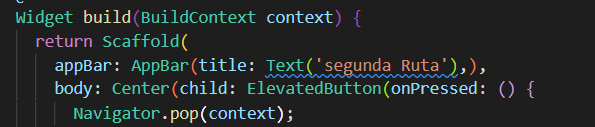 Widget build(BuildContext context) {
return Scaffold(
appBar: AppBar(title: Text('segunda Ruta'),),
body: Center(child: ElevatedButton(onPressed: () {
Navigator.pop(context);